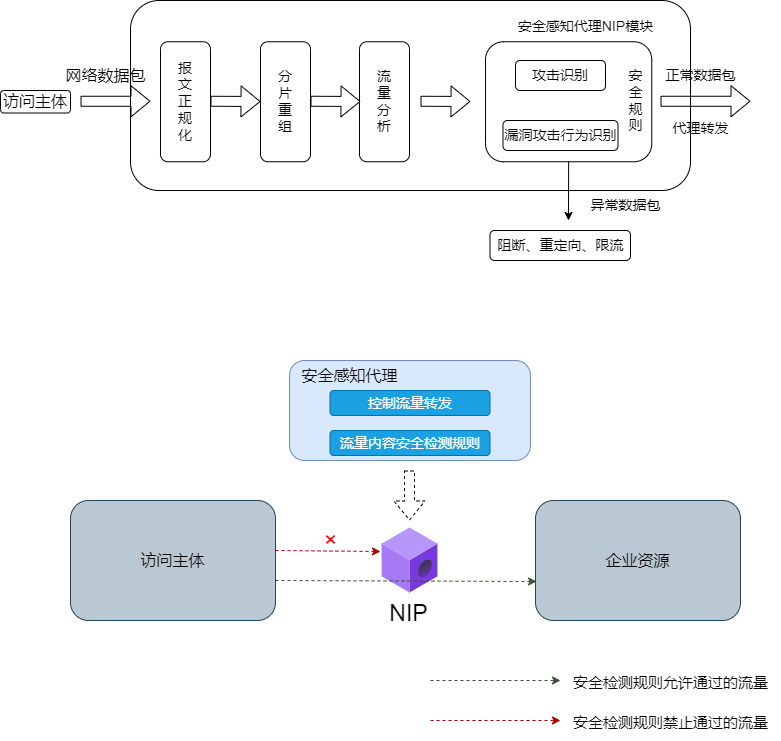 安全感知代理NIP模块
网络数据包
访问主体
报文正规化
分片重组
流量分析
攻击识别
漏洞攻击行为识别
安全规则
正常数据包
代理转发
异常数据包
阻断、重定向、限流
安全感知代理
控制流量转发
流量内容安全检测规则
访问主体
NIP
企业资源
安全检测规则允许通过的流量
安全检测规则禁止通过的流量